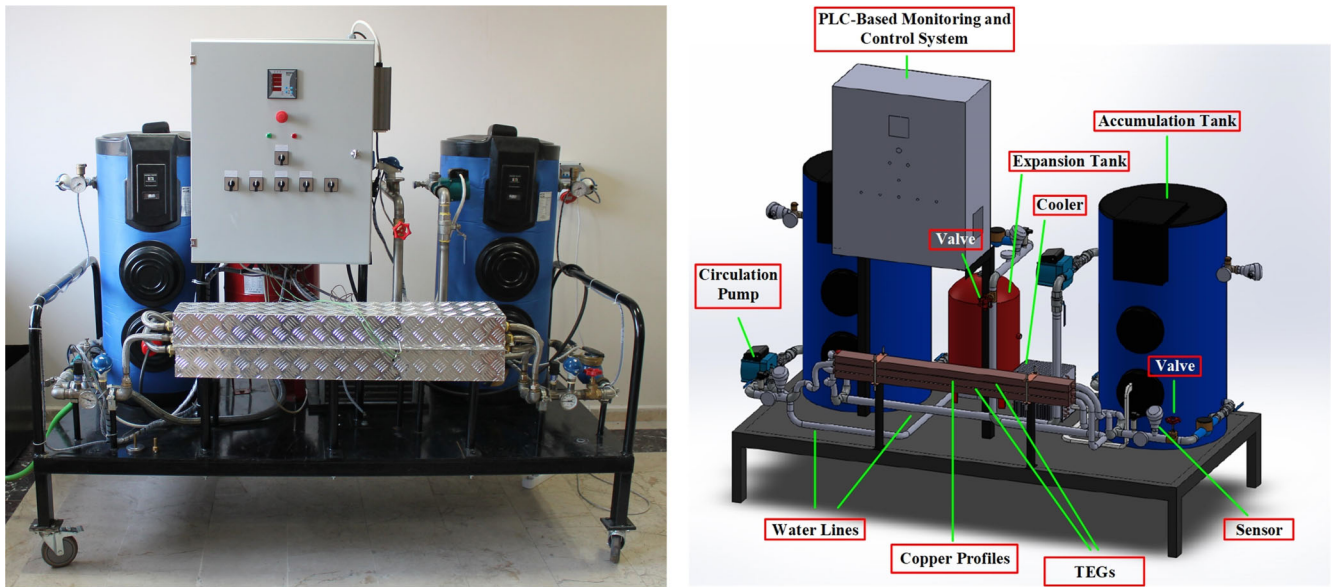 PLC-Based Monitoring and
Control System
Accumulation Tank
Expansion Tank
Cooler
Valve
Circulation
Pump
Valve
Water Lines
Copper Profiles
TEGs
Sensor